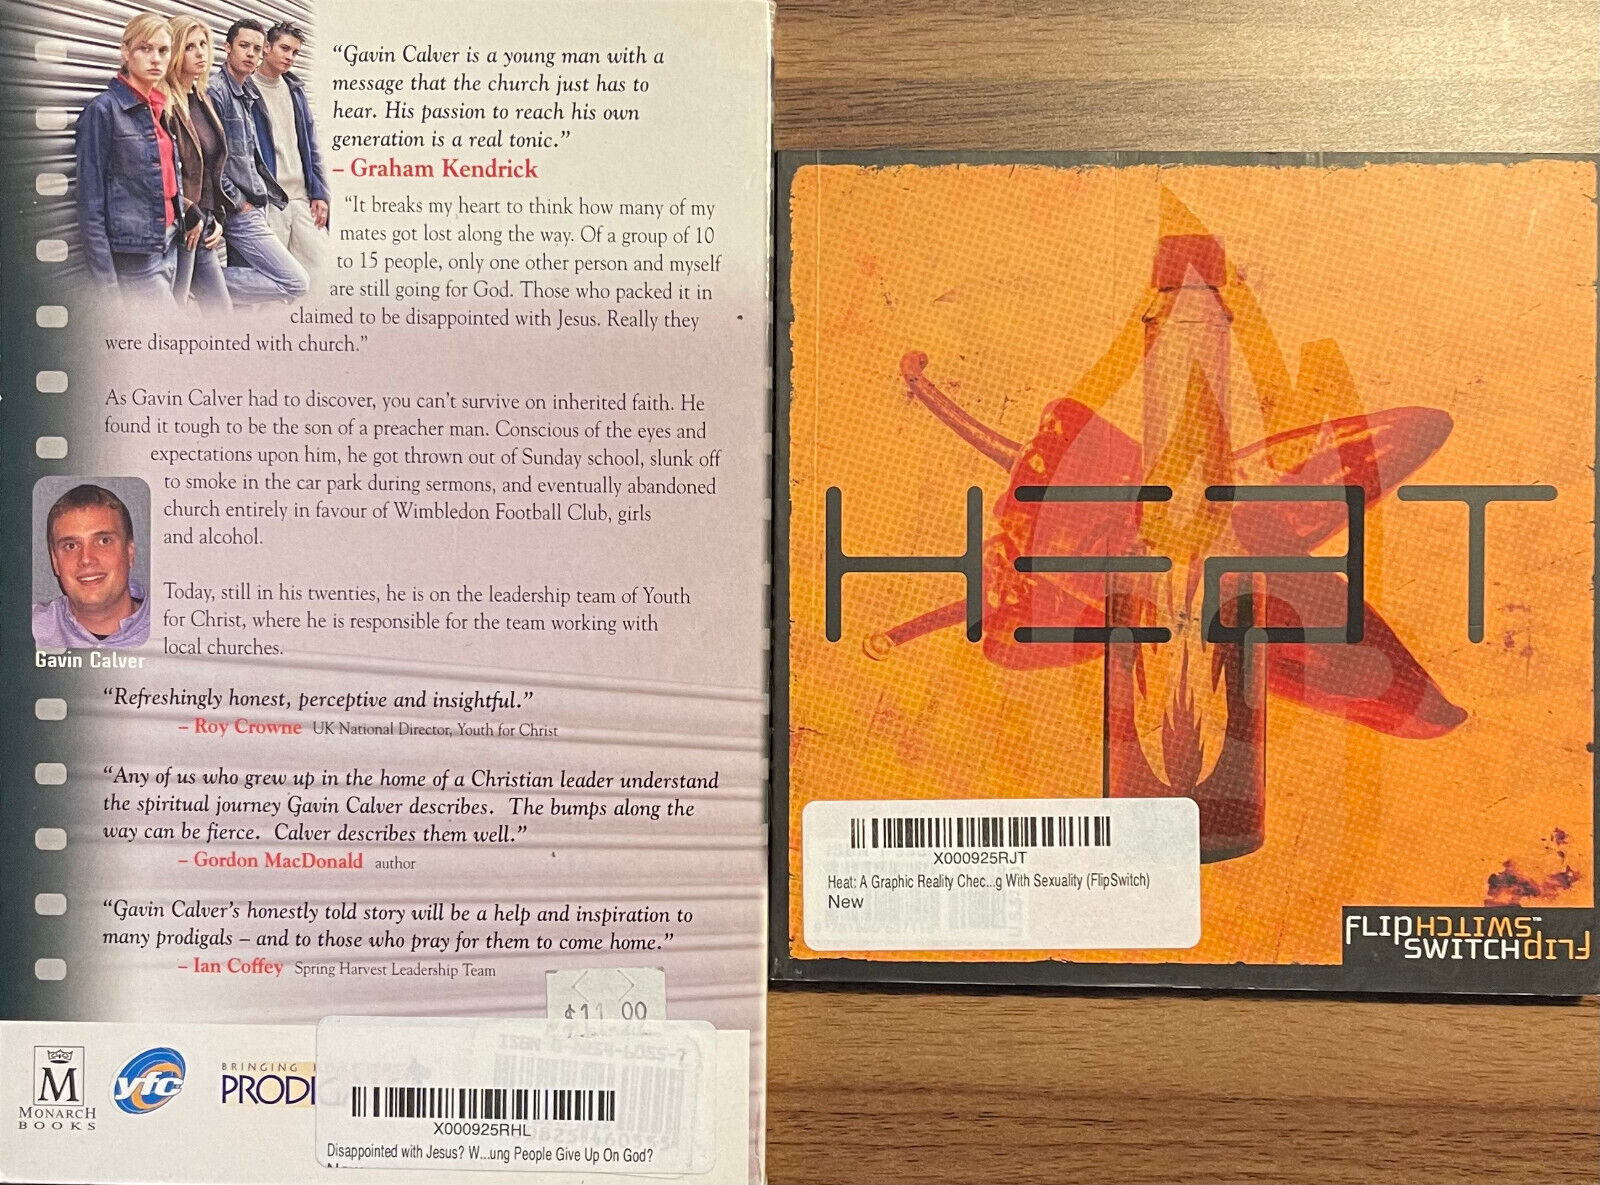 “Gavin Calver is a young man with a
message that the church just has to
hear. His passion to reach his own
generation is a real tonic.”
– Graham Kendrick
“It breaks my heart to think how many of my
mates got lost along the way. Of a group of 10
to 15 people, only one other person and myself
are still going for God. Those who packed it in
claimed to be disappointed with Jesus. Really they
were disappointed with church.”
As Gavin Calver had to discover, you can’t survive on inherited faith. He
found it tough to be the son of a preacher man. Conscious of the eyes and
expectations upon him, he got thrown out of Sunday school, slunk off
to smoke in the car park during sermons, and eventually abandoned
church entirely in favour of Wimbledon Football Club, girls
and alcohol.
Today, still in his twenties, he is on the leadership team of Youth
for Christ, where he is responsible for the team working with
local churches.
Gavin Calver
“Refreshingly honest, perceptive and insightful.”
– Roy Crowne UK National Director, Youth for Christ
“Any of us who grew up in the home of a Christian leader understand
the spiritual journey Gavin Calver describes. The bumps along the
way can be fierce. Calver describes them well.”
– Gordon MacDonald author
“Gavin Calver’s honestly told story will be a help and inspiration to
many prodigals – and to those who pray for them to come home.”
– Ian Coffey Spring Harvest Leadership Team
$11.00
M
MONARCH
BOOKS
yfc
BRINGING
PRODI
X000925RHL
Disappointed with Jesus? W...ung People Give Up On God?
HEAT
X000925RJT
Heat: A Graphic Reality Chec...g With Sexuality (FlipSwitch)
New
FLIP SWITCH™
SWITCH FLIP